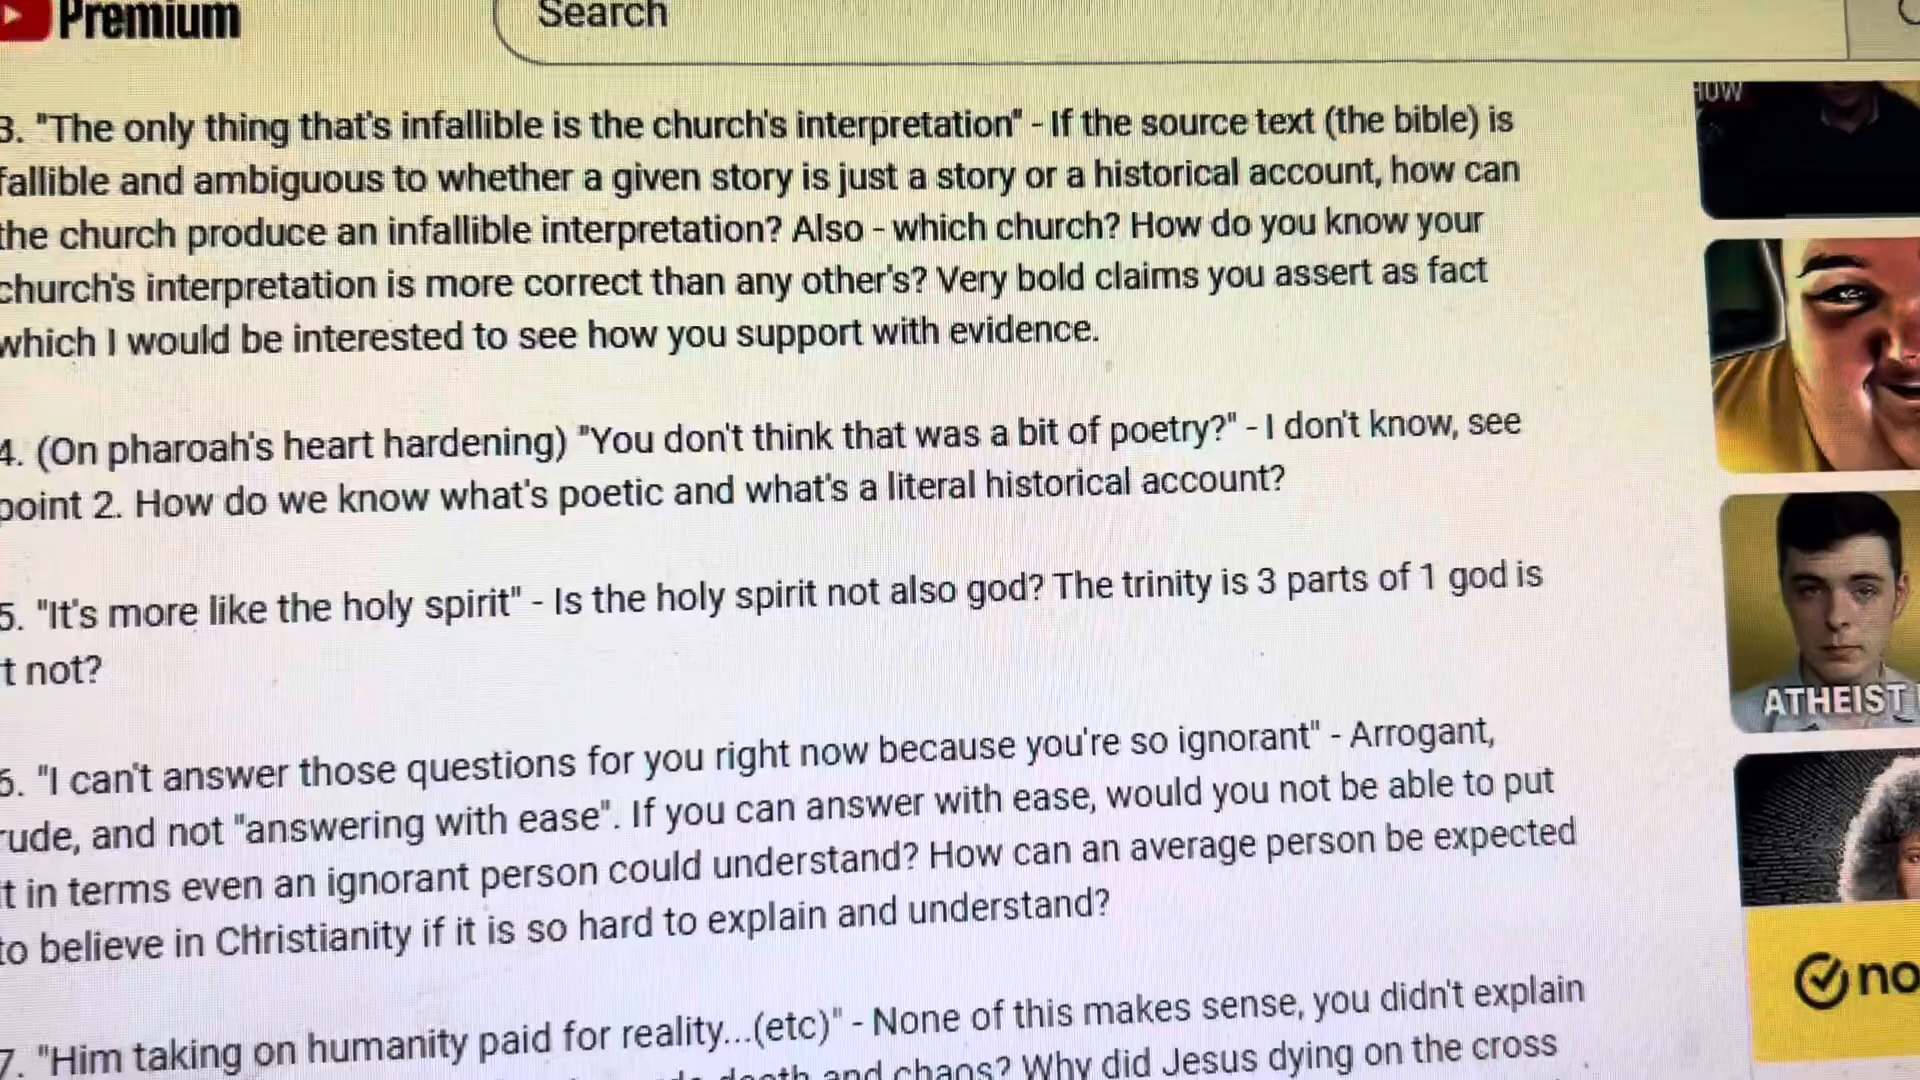 Premium
Search
3. "The only thing that's infallible is the church's interpretation" - If the source text (the bible) is
fallible and ambiguous to whether a given story is just a story or a historical account, how can
the church produce an infallible interpretation? Also - which church? How do you know your
church's interpretation is more correct than any other's? Very bold claims you assert as fact
which I would be interested to see how you support with evidence.
4. (On pharoah's heart hardening) "You don't think that was a bit of poetry?" - I don't know, see
point 2. How do we know what's poetic and what's a literal historical account?
5. "It's more like the holy spirit" - Is the holy spirit not also god? The trinity is 3 parts of 1 god is
t not?
6. "I can't answer those questions for you right now because you're so ignorant" - Arrogant,
rude, and not "answering with ease". If you can answer with ease, would you not be able to put
it in terms even an ignorant person could understand? How can an average person be expected
to believe in Christianity if it is so hard to explain and understand?
7. "Him taking on humanity paid for reality...(etc)" - None of this makes sense, you didn't explain
death and chaos? Why did Jesus dying on the cross
HOW
ATHEIST
no